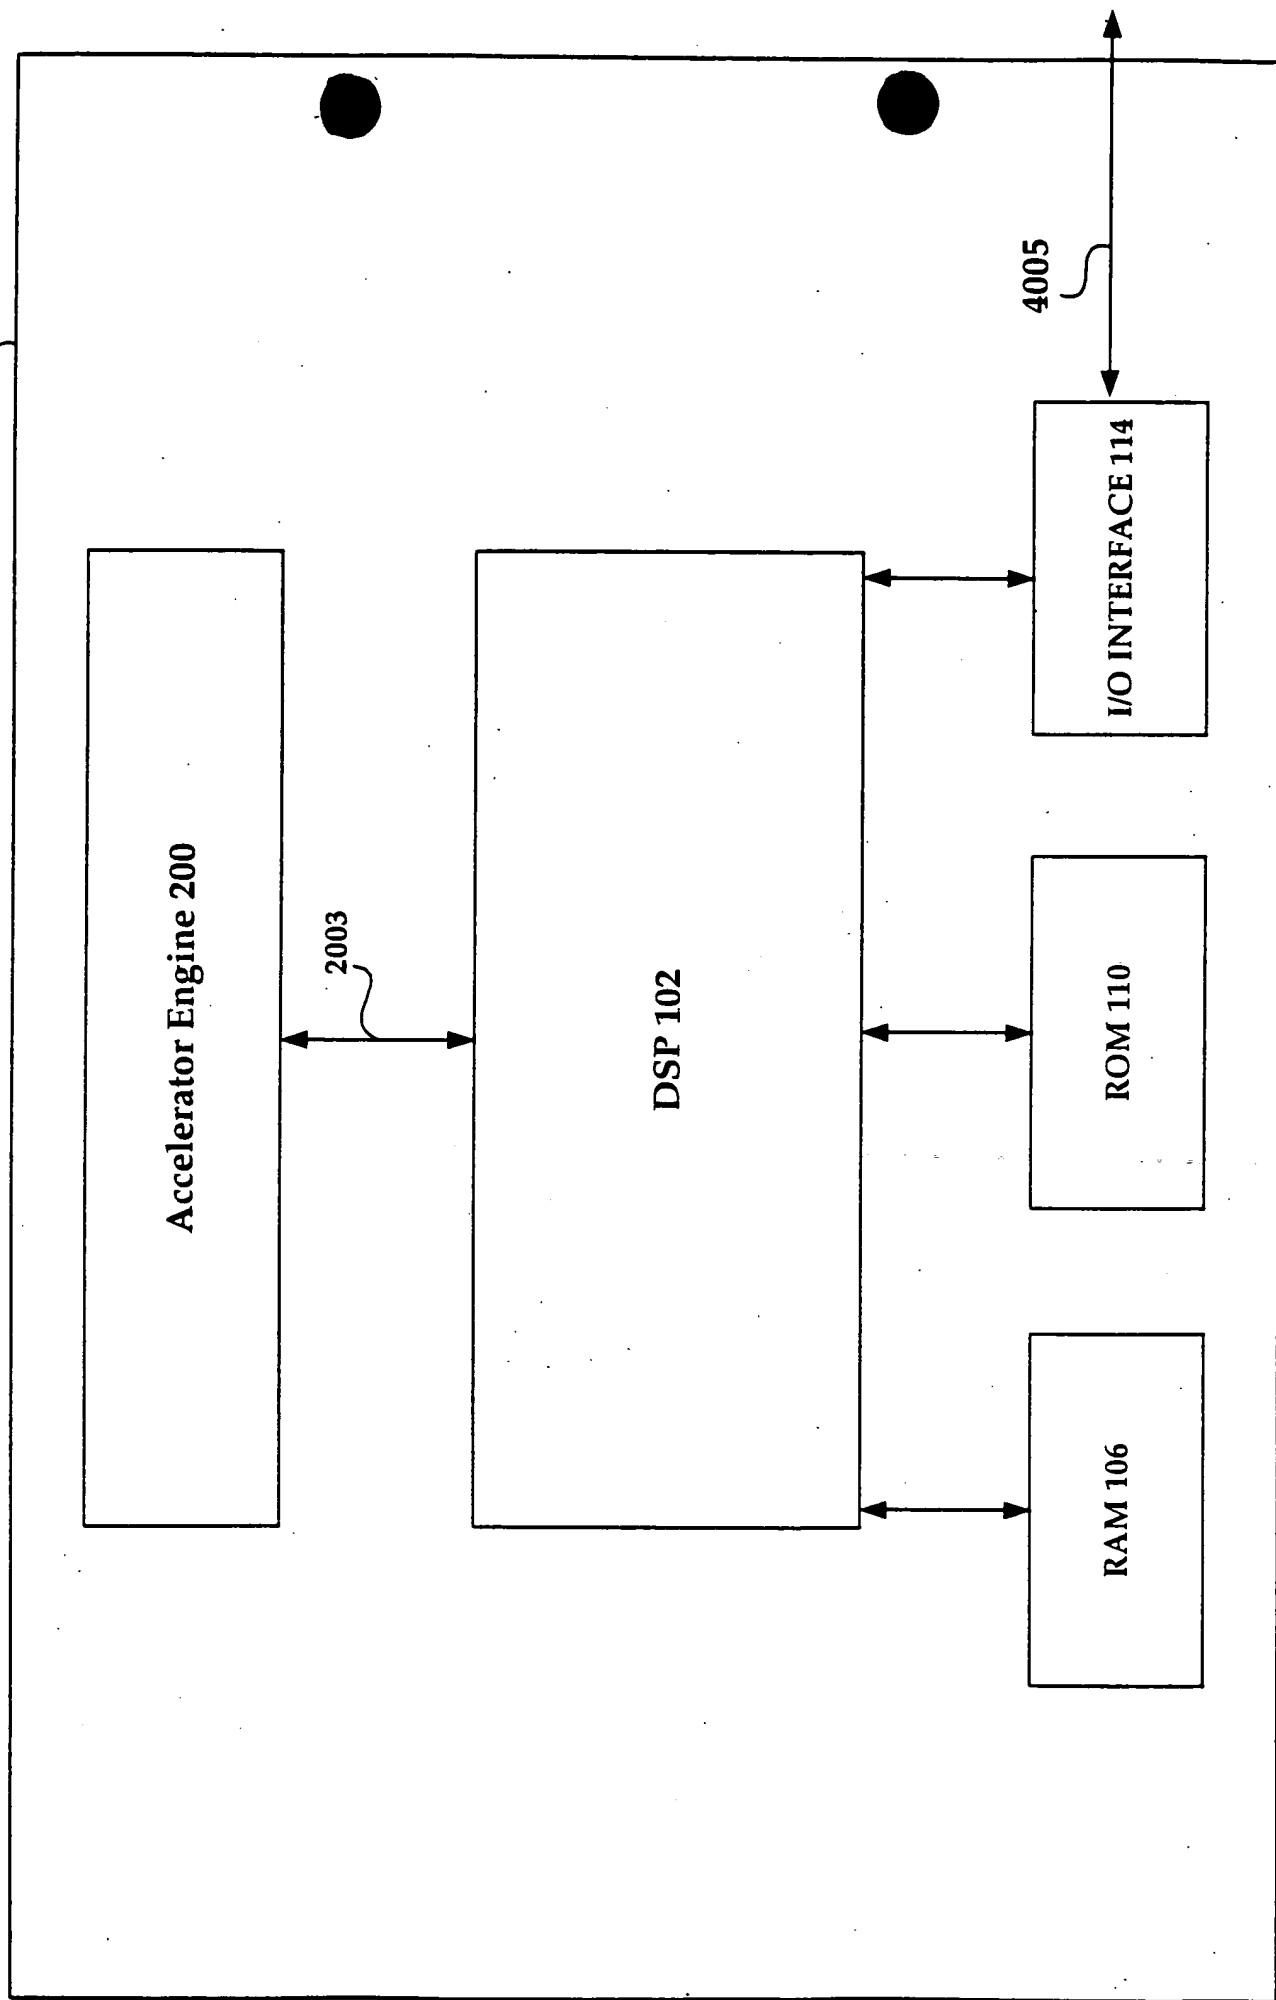 Accelerator Engine 200
2003
DSP 102
4005
RAM 106
ROM 110
I/O INTERFACE 114